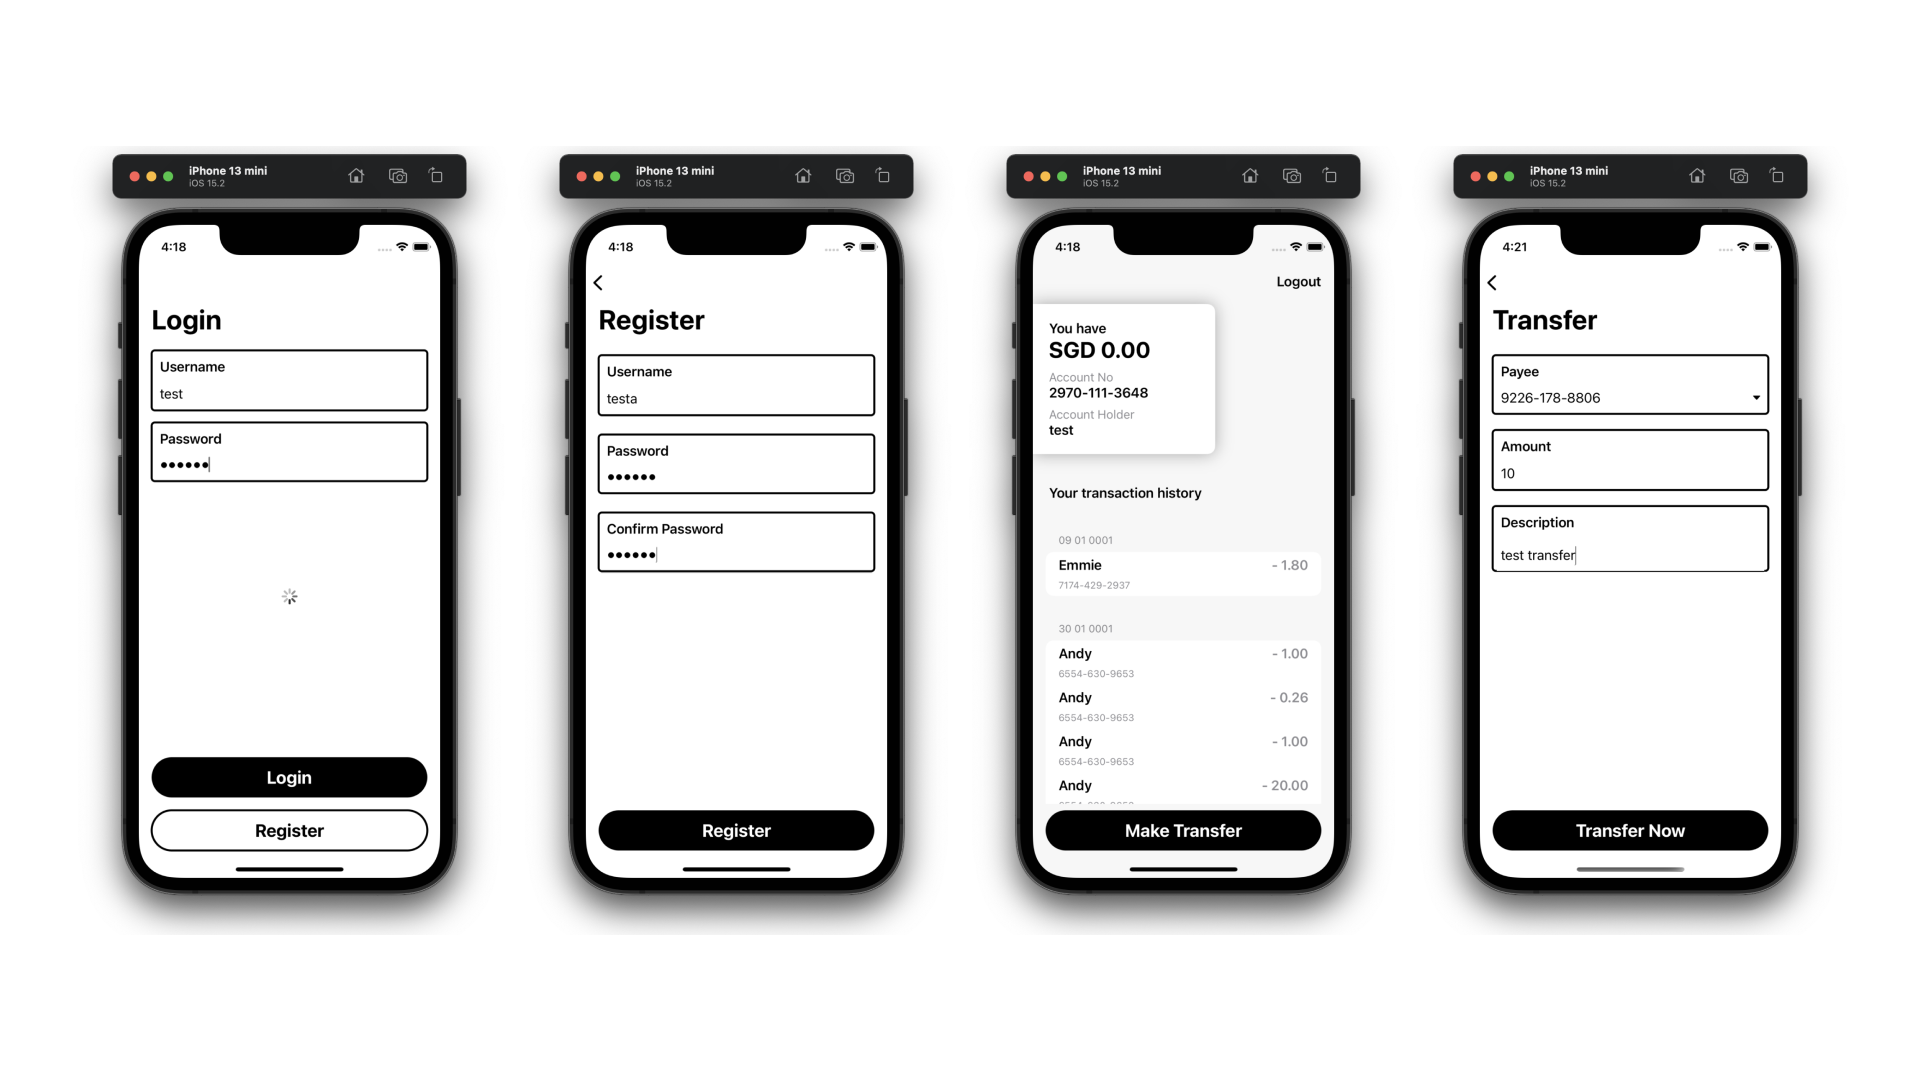 iPhone 13 mini
iOS 15.2
4:18
Login
Username
test
Password
Login
Register
iPhone 13 mini
iOS 15.2
4:18
Register
Username
testa
Password
Confirm Password
Register
iPhone 13 mini
iOS 15.2
4:18
Logout
You have
SGD 0.00
Account No
2970-111-3648
Account Holder
test
Your transaction history
09 01 0001
Emmie - 1.80
7174-429-2937
30 01 0001
Andy - 1.00
6554-630-9653
Andy - 0.26
6554-630-9653
Andy - 1.00
6554-630-9653
Andy - 20.00
Make Transfer
iPhone 13 mini
iOS 15.2
4:21
Transfer
Payee
9226-178-8806
Amount
10
Description
test transfer
Transfer Now